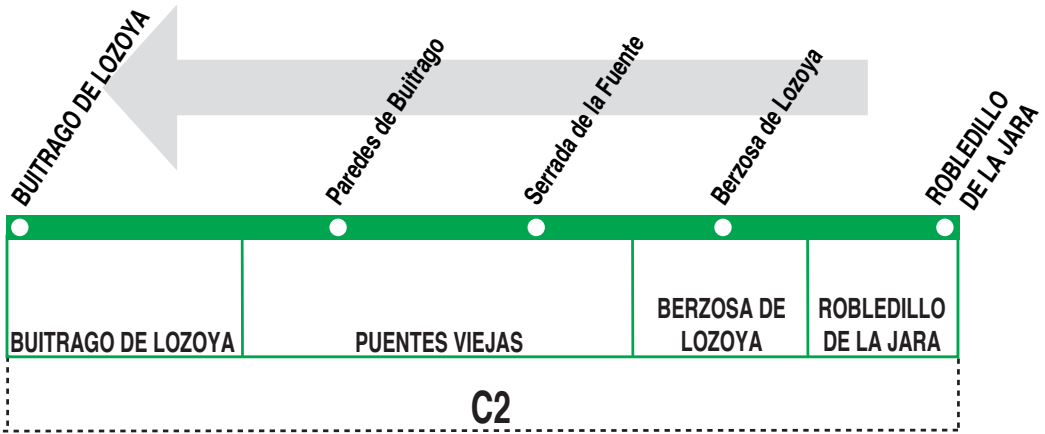 BUITRAGO DE LOZOYA
Paredes de Buitrago
Serrada de la Fuente
Berzosa de Lozoya
ROBLEDILLO
DE LA JARA
BUITRAGO DE LOZOYA
PUENTES VIEJAS
BERZOSA DE
LOZOYA
ROBLEDILLO
DE LA JARA
C2